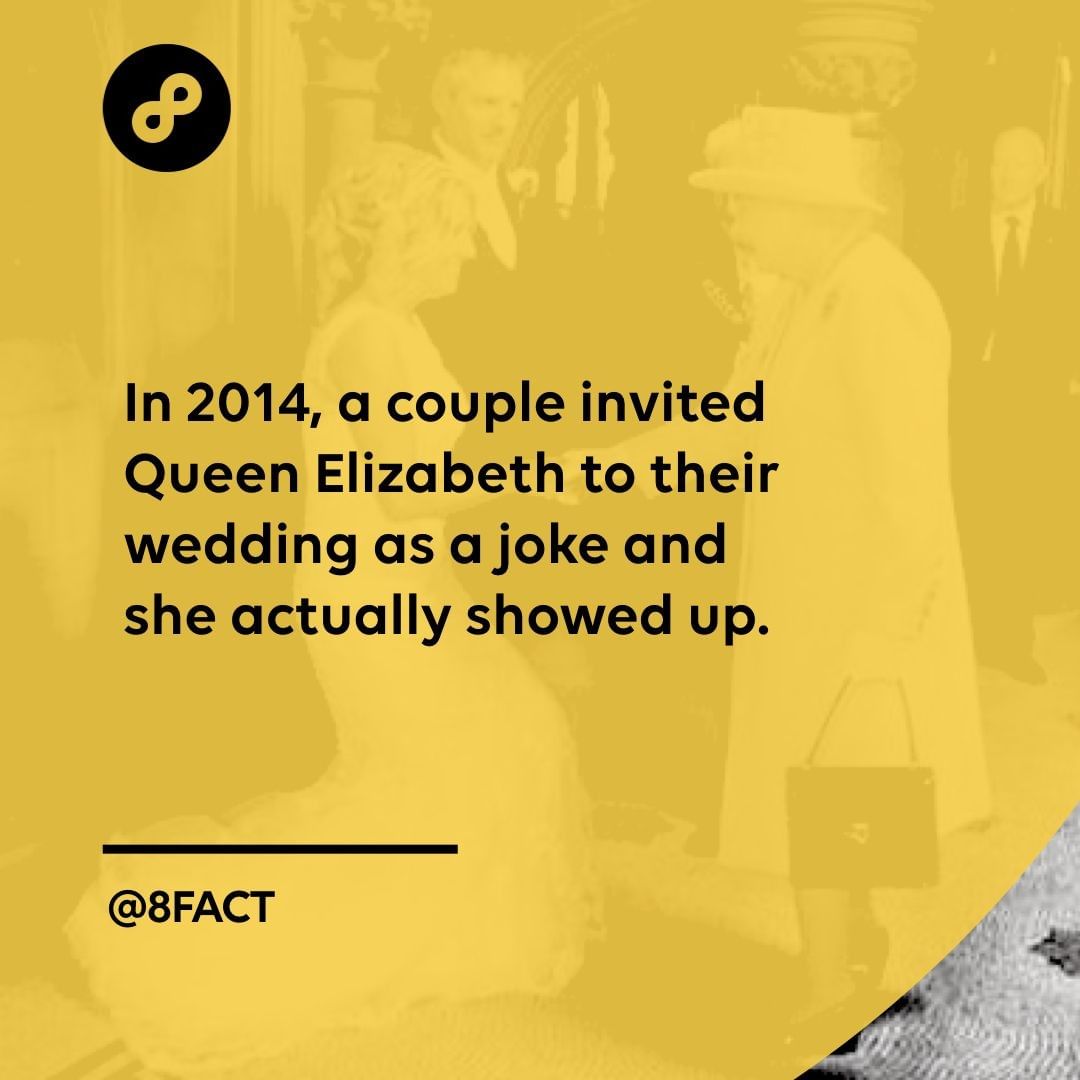 In 2014, a couple invited
Queen Elizabeth to their
wedding as a joke and
she actually showed up.
@8FACT